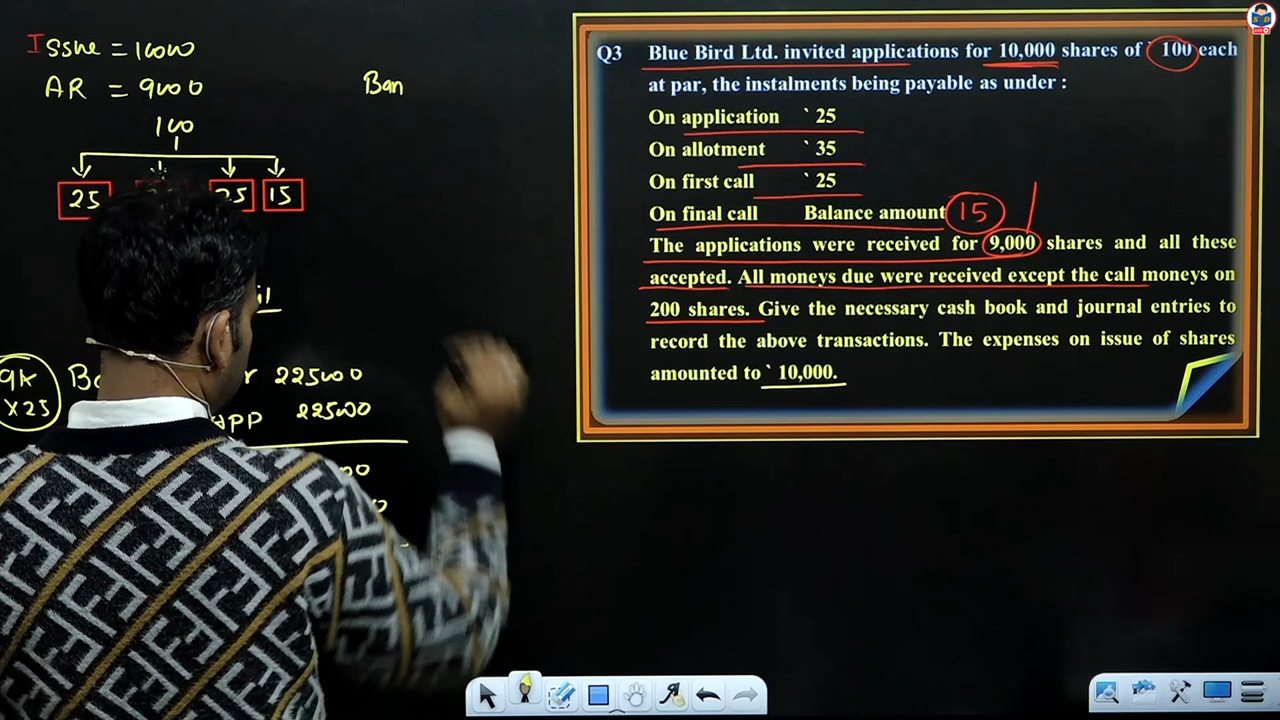 Issue = 10000
AR = 9000
Ban
100
25
25
15
9K
X25
225000
APP 225000
Q3 Blue Bird Ltd. invited applications for 10,000 shares of ` 100 each
at par, the instalments being payable as under :
On application ` 25
On allotment ` 35
On first call ` 25
On final call Balance amount 15
The applications were received for 9,000 shares and all these
accepted. All moneys due were received except the call moneys on
200 shares. Give the necessary cash book and journal entries to
record the above transactions. The expenses on issue of shares
amounted to ` 10,000.